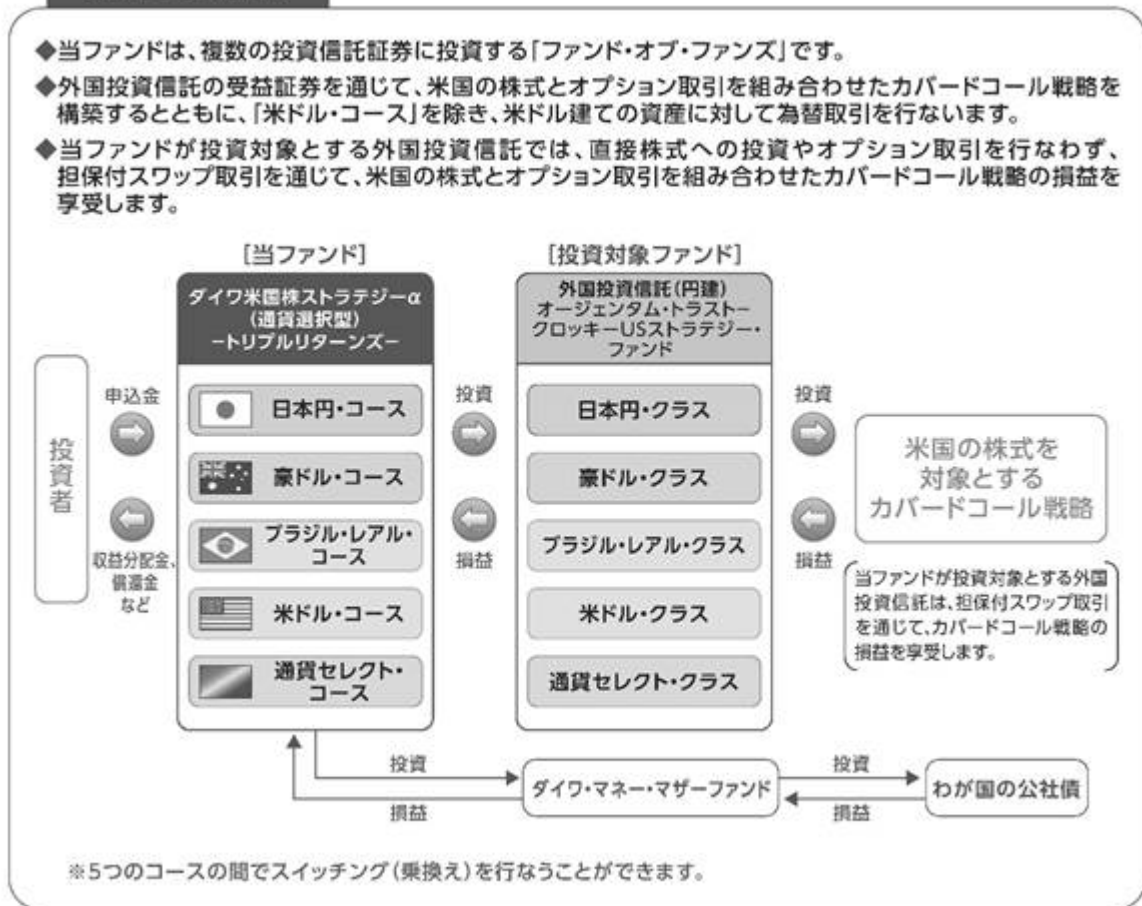 ◆当ファンドは、複数の投資信託証券に投資する「ファンド・オブ・ファンズ」です。
◆外国投資信託の受益証券を通じて、米国の株式とオプション取引を組み合わせたカバードコール戦略を
構築するとともに、「米ドル・コース」を除き、米ドル建ての資産に対して為替取引を行ないます。
◆当ファンドが投資対象とする外国投資信託では、直接株式への投資やオプション取引を行なわず、
担保付スワップ取引を通じて、米国の株式とオプション取引を組み合わせたカバードコール戦略の損益を
享受します。
[当ファンド]
ダイワ米国株ストラテジーα
(通貨選択型)
-トリプルリターンズ-
[投資対象ファンド]
外国投資信託(円建)
オージェンタム・トラスト-
クロッキーUSストラテジー・
ファンド
投資者
申込金
収益分配金、
償還金
など
日本円・コース
豪ドル・コース
ブラジル・レアル・
コース
米ドル・コース
通貨セレクト・
コース
投資
損益
日本円・クラス
豪ドル・クラス
ブラジル・レアル・クラス
米ドル・クラス
通貨セレクト・クラス
投資
損益
米国の株式を
対象とする
カバードコール戦略
当ファンドが投資対象とする外国
投資信託は、担保付スワップ取引
を通じて、カバードコール戦略の
損益を享受します。
投資
損益
ダイワ・マネー・マザーファンド
投資
損益
わが国の公社債
※5つのコースの間でスイッチング(乗換え)を行なうことができます。